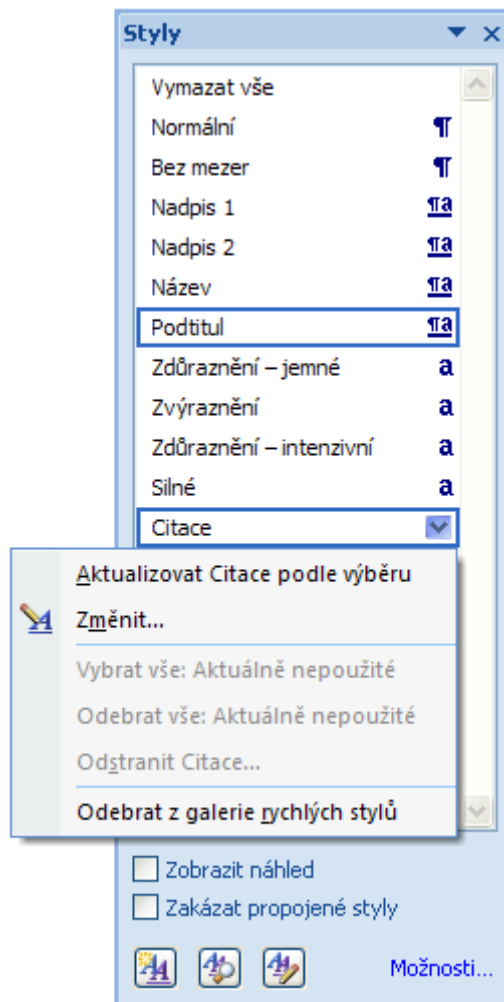 Styly
Vymazat vše
Normální ¶
Bez mezer ¶
Nadpis 1 ¶a
Nadpis 2 ¶a
Název ¶a
Podtitul ¶a
Zdůraznění – jemné a
Zvýraznění a
Zdůraznění – intenzivní a
Silné a
Citace
Aktualizovat Citace podle výběru
Změnit...
Vybrat vše: Aktuálně nepoužité
Odebrat vše: Aktuálně nepoužité
Odstranit Citace...
Odebrat z galerie rychlých stylů
Zobrazit náhled
Zakázat propojené styly
Možnosti...